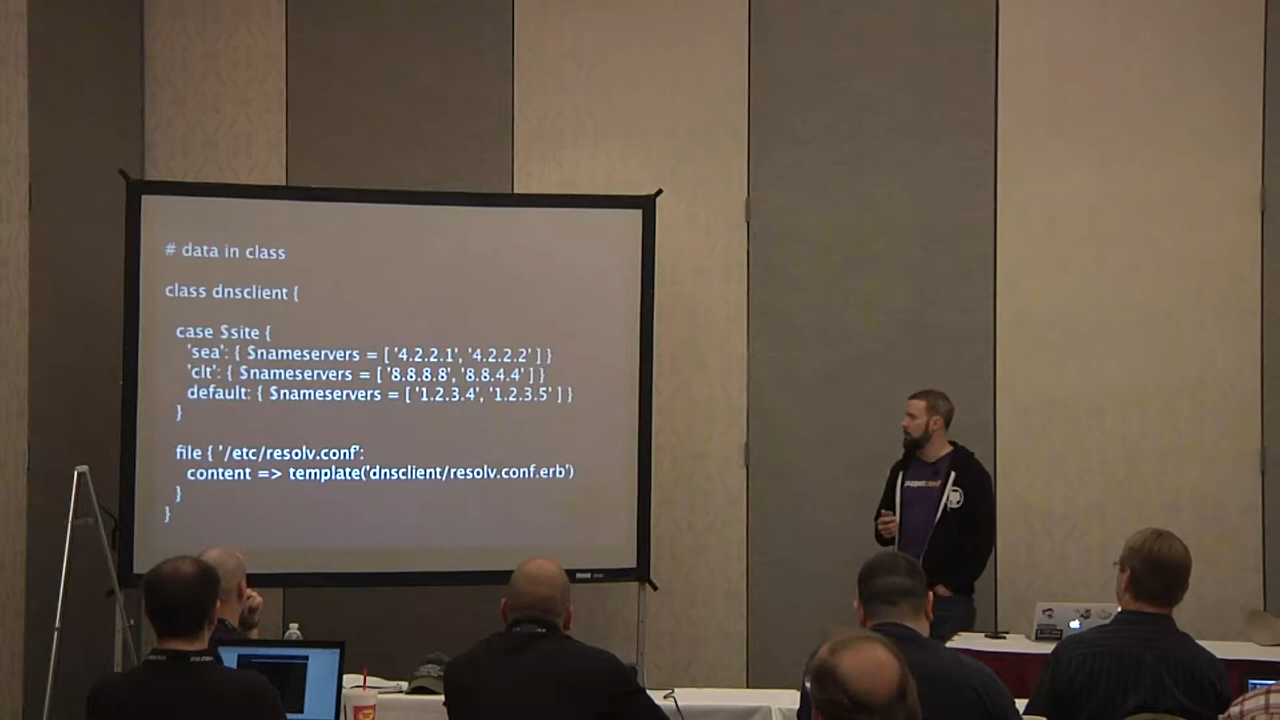 # data in class
class dnsclient {
case $site {
'sea': { $nameservers = [ '4.2.2.1', '4.2.2.2' ] }
'clt': { $nameservers = [ '8.8.8.8', '8.8.4.4' ] }
default: { $nameservers = [ '1.2.3.4', '1.2.3.5' ] }
}
file { '/etc/resolv.conf':
content => template('dnsclient/resolv.conf.erb')
}
}
puppetconf